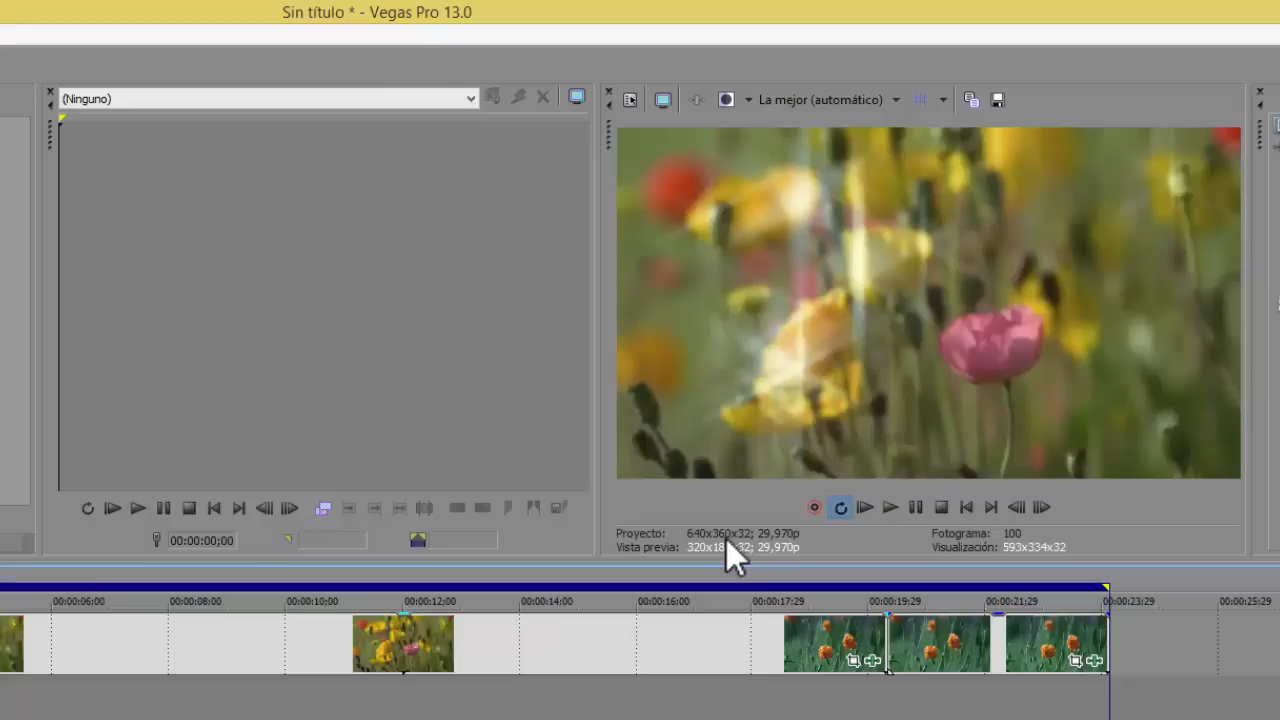 Sin título * - Vegas Pro 13.0
(Ninguno)
La mejor (automático)
00:00:00;00
Proyecto: 640x360x32; 29,970p
Fotograma: 100
Vista previa: 29,970p
Visualización: 593x334x32
00:00:06;00 00:00:08;00 00:00:10;00 00:00:12;00 00:00:14;00 00:00:16;00 00:00:17:29 00:00:19:29 00:00:21:29 00:00:23:29 00:00:25:29